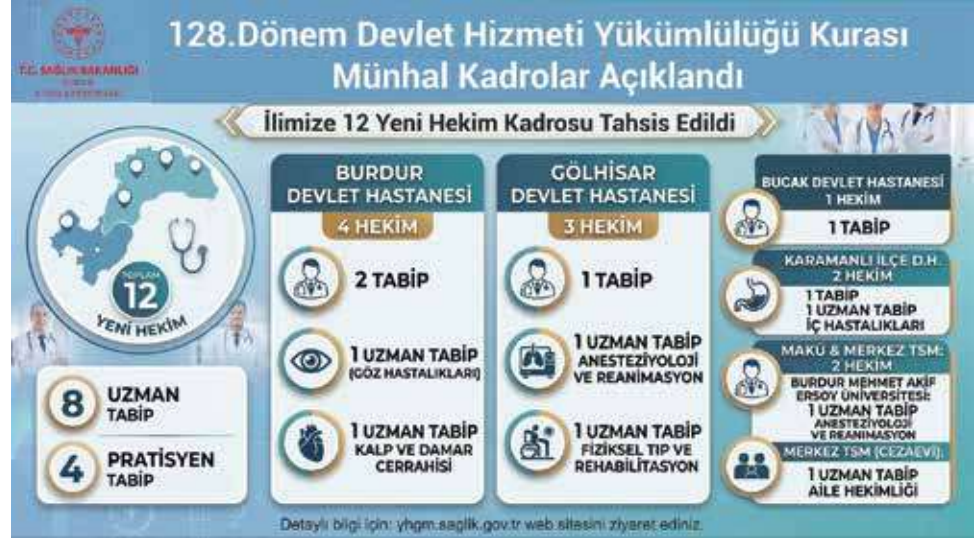 T.C. SAĞLIK BAKANLIĞI
128.Dönem Devlet Hizmeti Yükümlülüğü Kurası
Münhal Kadrolar Açıklandı
İlimize 12 Yeni Hekim Kadrosu Tahsis Edildi
TOPLAM
12
YENİ HEKİM
8 UZMAN
TABİP
4 PRATİSYEN
TABİP
BURDUR
DEVLET HASTANESİ
4 HEKİM
2 TABİP
1 UZMAN TABİP
(GÖZ HASTALIKLARI)
1 UZMAN TABİP
KALP VE DAMAR
CERRAHİSİ
GÖLHİSAR
DEVLET HASTANESİ
3 HEKİM
1 TABİP
1 UZMAN TABİP
ANESTEZİYOLOJİ
VE REANİMASYON
1 UZMAN TABİP
FİZİKSEL TIP VE
REHABİLİTASYON
BUCAK DEVLET HASTANESİ
1 HEKİM
1 TABİP
KARAMANLI İLÇE D.H.
2 HEKİM
1 TABİP
1 UZMAN TABİP
İÇ HASTALIKLARI
MAKÜ & MERKEZ TSM:
2 HEKİM
BURDUR MEHMET AKİF
ERSOY ÜNİVERSİTESİ:
1 UZMAN TABİP
ANESTEZİYOLOJİ
VE REANIMASYON
MERKEZ TSM (CEZAEVİ):
1 UZMAN TABİP
AİLE HEKİMLİĞİ
Detaylı bilgi için: yhgm.saglik.gov.tr web sitesini ziyaret ediniz.